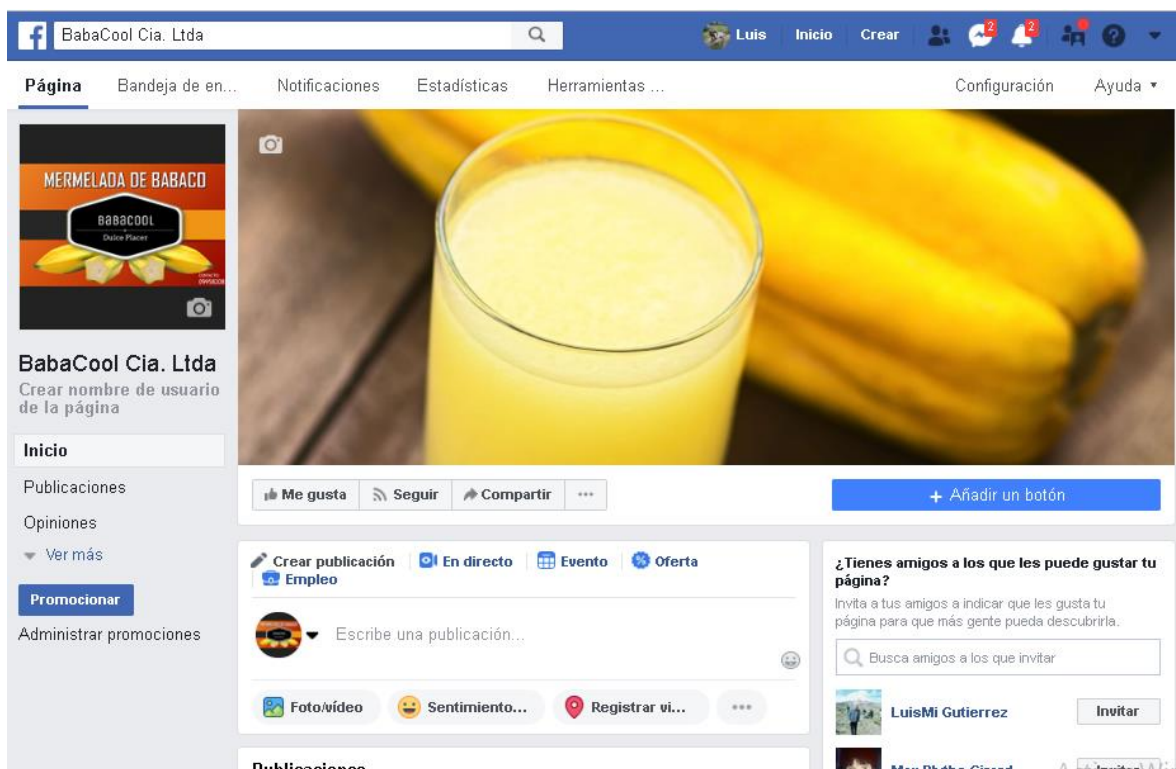 BabaCool Cia. Ltda
Luis Inicio Crear 2 2
Página Bandeja de en... Notificaciones Estadísticas Herramientas ... Configuración Ayuda
MERMELADA DE BABACO
BABACOOL
Dulce Placer
CONTACTO
BabaCool Cia. Ltda
Crear nombre de usuario
de la página
Inicio
Publicaciones
Opiniones
Ver más
Promocionar
Administrar promociones
Me gusta Seguir Compartir ...
+ Añadir un botón
Crear publicación En directo Evento Oferta
Empleo
Escribe una publicación...
Foto/vídeo Sentimiento... Registrar vi... ...
Publicaciones
¿Tienes amigos a los que les puede gustar tu
página?
Invita a tus amigos a indicar que les gusta tu
página para que más gente pueda descubrirla.
Busca amigos a los que invitar
LuisMi Gutierrez Invitar
Invitar